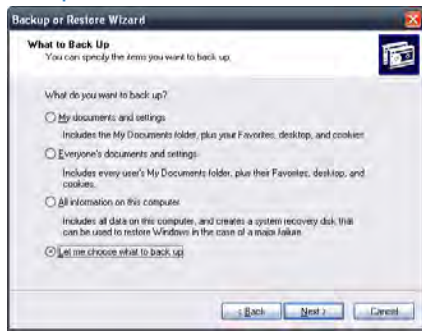 Backup or Restore Wizard
What to Back Up
You can specify the items you want to back up.
What do you want to back up?
My documents and settings
Includes the My Documents folder, plus your Favorites, desktop, and cookies.
Everyone's documents and settings
Includes every user's My Documents folder, plus their Favorites, desktop, and
cookies.
All information on this computer
Includes all data on this computer, and creates a system recovery disk that
can be used to restore Windows in the case of a major failure.
Let me choose what to back up
< Back
Next >
Cancel